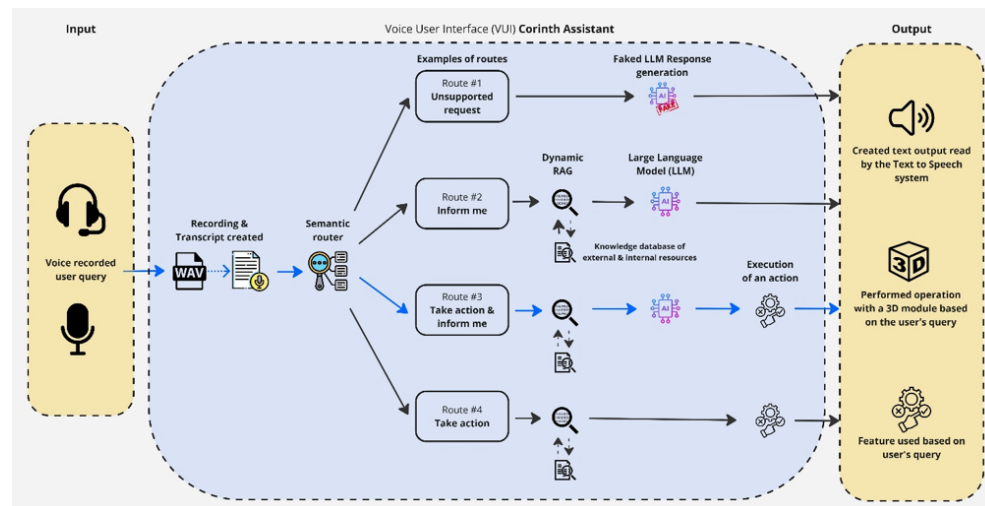 Input
Voice User Interface (VUI) Corinth Assistant
Output
Examples of routes
Faked LLM Response
generation
Route #1
Unsupported
request
AI
FAKE
Created text output read
by the Text to Speech
system
Dynamic
RAG
Large Language
Model (LLM)
Route #2
Inform me
AI
Recording &
Transcript created
Semantic
router
Knowledge database of
external & internal resources
Voice recorded
user query
WAV
Execution
of an action
3D
Route #3
Take action &
inform me
AI
Performed operation
with a 3D module based
on the user's query
Route #4
Take action
Feature used based on
user's query